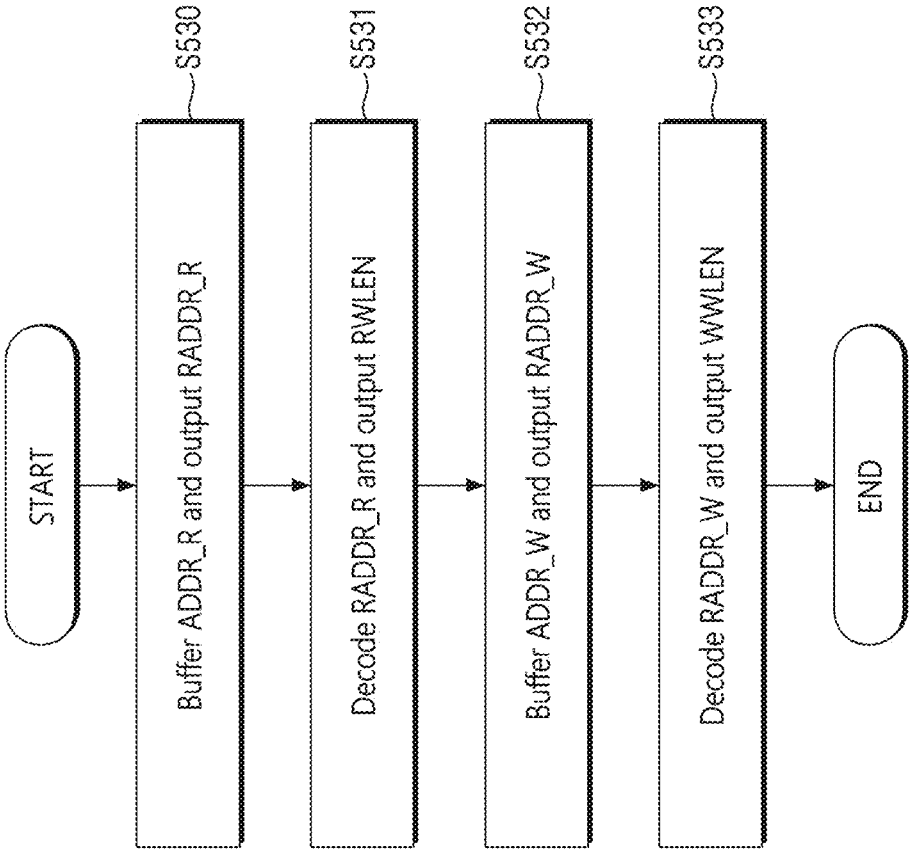 START
Buffer ADDR_R and output RADDR_R
S530
Decode RADDR_R and output RWLEN
S531
Buffer ADDR_W and output RADDR_W
S532
Decode RADDR_W and output WWLEN
S533
END